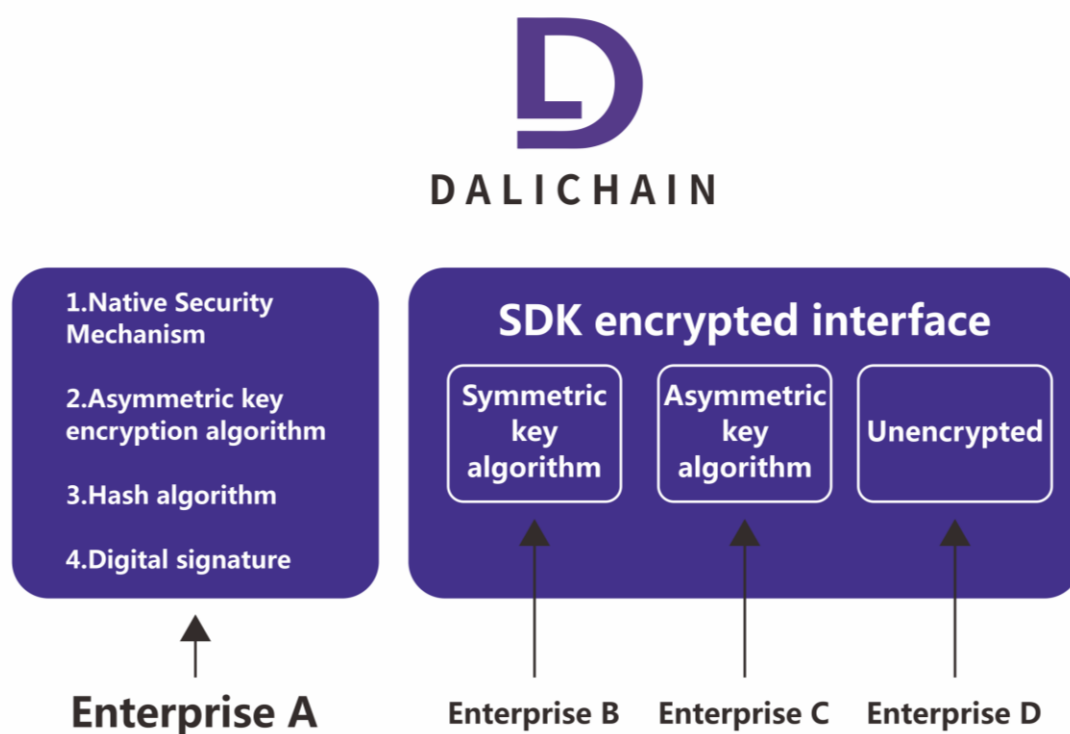 DALICHAIN
1.Native Security
Mechanism
2.Asymmetric key
encryption algorithm
3.Hash algorithm
4.Digital signature
Enterprise A
SDK encrypted interface
Symmetric
key
algorithm
Asymmetric
key
algorithm
Unencrypted
Enterprise B
Enterprise C
Enterprise D